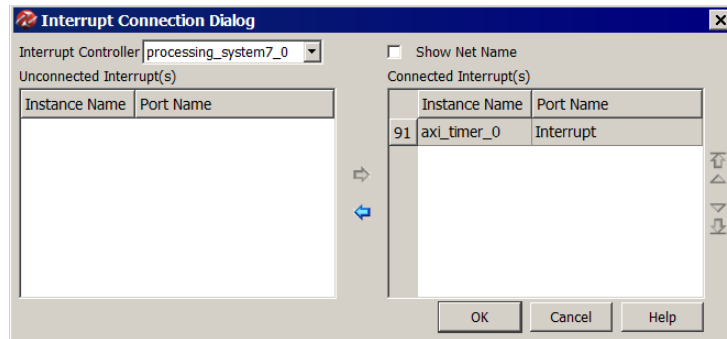 Interrupt Connection Dialog
Interrupt Controller processing_system7_0
Show Net Name
Unconnected Interrupt(s)
Connected Interrupt(s)
Instance Name Port Name
Instance Name Port Name
91 axi_timer_0 Interrupt
OK Cancel Help